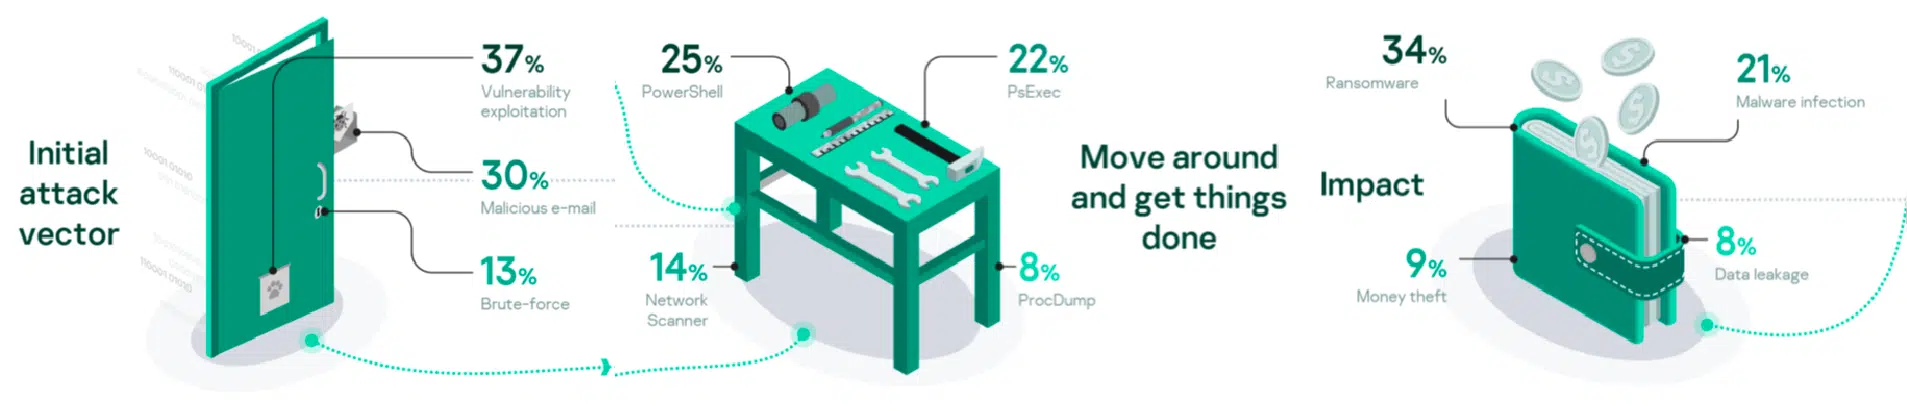 Initial
attack
vector
37%
Vulnerability
exploitation
30%
Malicious e-mail
13%
Brute-force
25%
PowerShell
22%
PsExec
14%
Network
Scanner
8%
ProcDump
Move around
and get things
done
Impact
34%
Ransomware
21%
Malware infection
9%
Money theft
8%
Data leakage